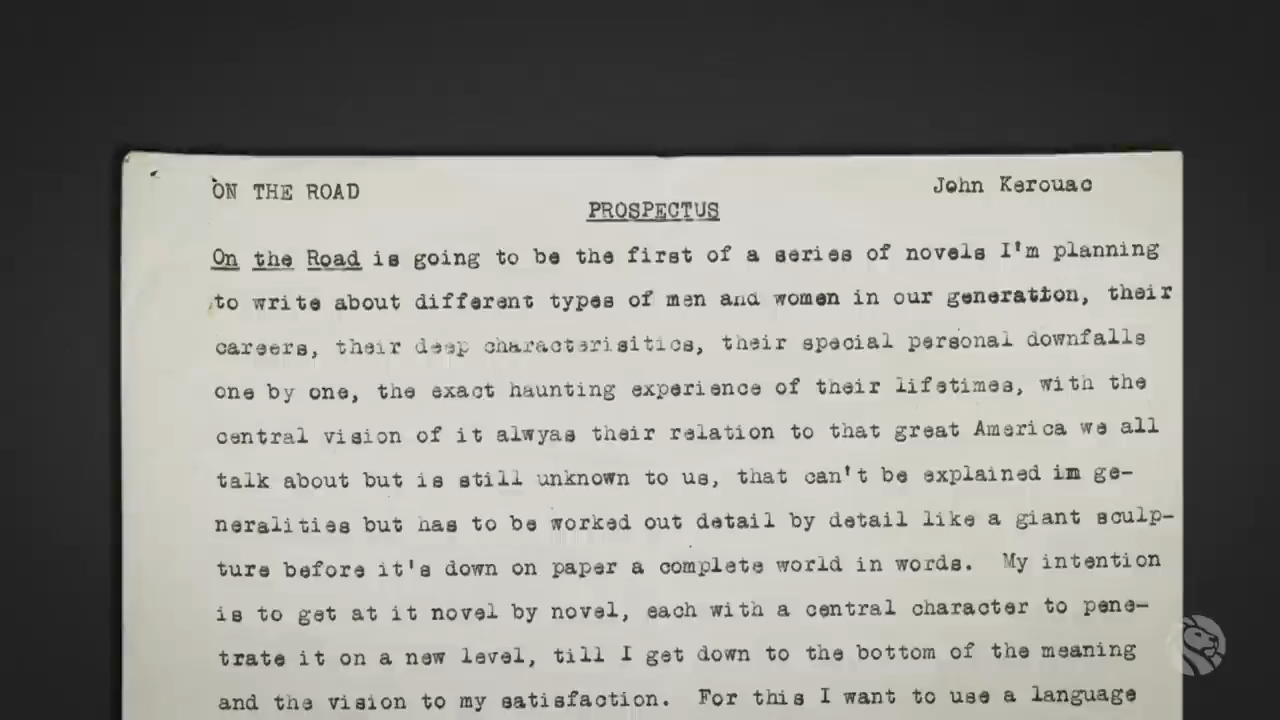 ON THE ROAD
John Kerouac
PROSPECTUS
On the Road is going to be the first of a series of novels I'm planning
to write about different types of men and women in our generation, their
careers, their deep characterisitics, their special personal downfalls
one by one, the exact haunting experience of their lifetimes, with the
central vision of it alwyas their relation to that great America we all
talk about but is still unknown to us, that can't be explained im ge-
neralities but has to be worked out detail by detail like a giant sculp-
ture before it's down on paper a complete world in words.  My intention
is to get at it novel by novel, each with a central character to pene-
trate it on a new level, till I get down to the bottom of the meaning
and the vision to my satisfaction.  For this I want to use a language